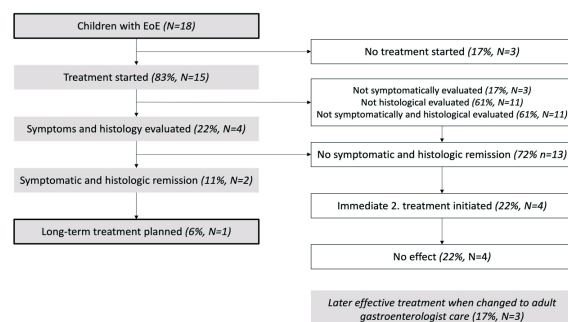 Children with EoE (N=18)
No treatment started (17%, N=3)
Treatment started (83%, N=15)
Not symptomatically evaluated (17%, N=3)
Not histological evaluated (61%, N=11)
Not symptomatically and histological evaluated (61%, N=11)
Symptoms and histology evaluated (22%, N=4)
No symptomatic and histologic remission (72% n=13)
Symptomatic and histologic remission (11%, N=2)
Immediate 2. treatment initiated (22%, N=4)
Long-term treatment planned (6%, N=1)
No effect (22%, N=4)
Later effective treatment when changed to adult
gastroenterologist care (17%, N=3)